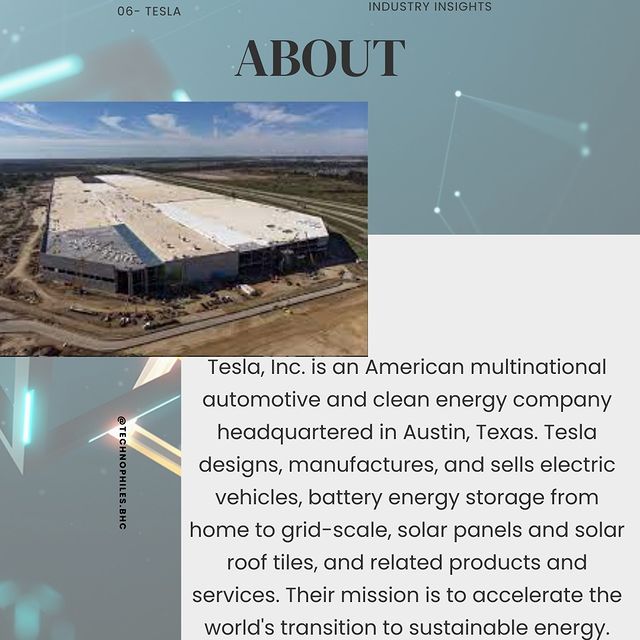 06- TESLA
INDUSTRY INSIGHTS
ABOUT
Tesla, Inc. is an American multinational
automotive and clean energy company
headquartered in Austin, Texas. Tesla
designs, manufactures, and sells electric
vehicles, battery energy storage from
home to grid-scale, solar panels and solar
roof tiles, and related products and
services. Their mission is to accelerate the
world's transition to sustainable energy.
@TECHNOPHILES.BHC